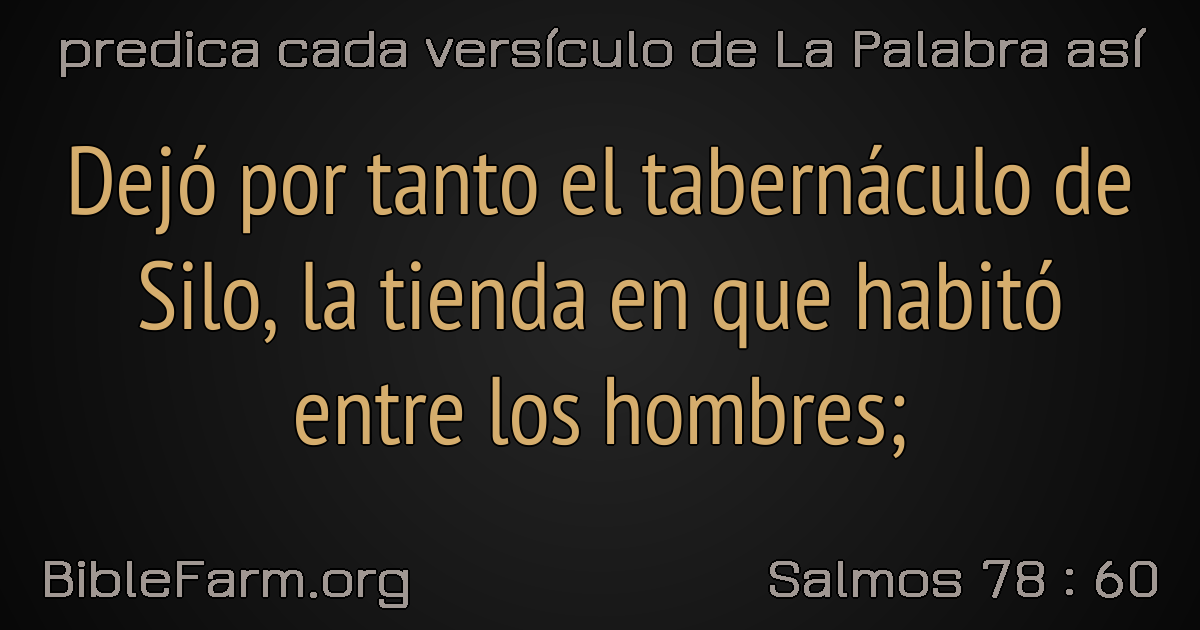 predica cada versículo de La Palabra así
Dejó por tanto el tabernáculo de
Silo, la tienda en que habitó
entre los hombres;
BibleFarm.org
Salmos 78 : 60